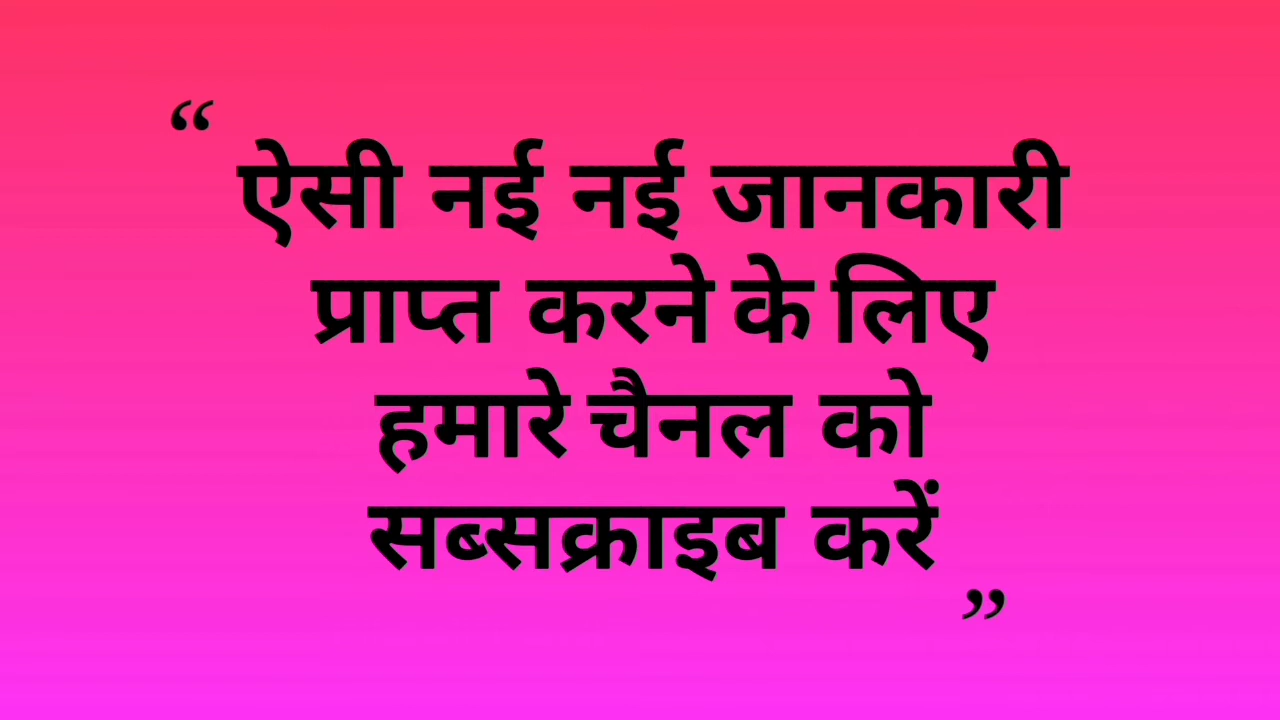 “ ऐसी नई नई जानकारी
प्राप्त करने के लिए
हमारे चैनल को
सब्सक्राइब करें ”